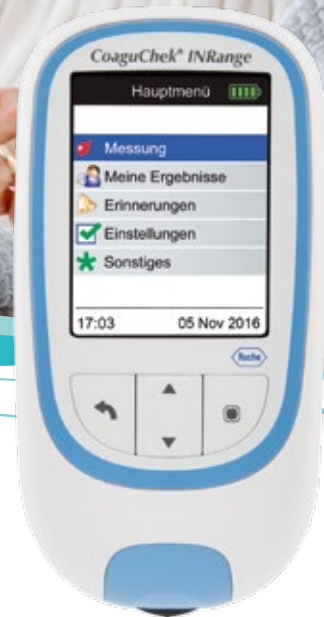 CoaguChek® INRange
Hauptmenü
Messung
Meine Ergebnisse
Erinnerungen
Einstellungen
Sonstiges
17:03 05 Nov 2016
Roche